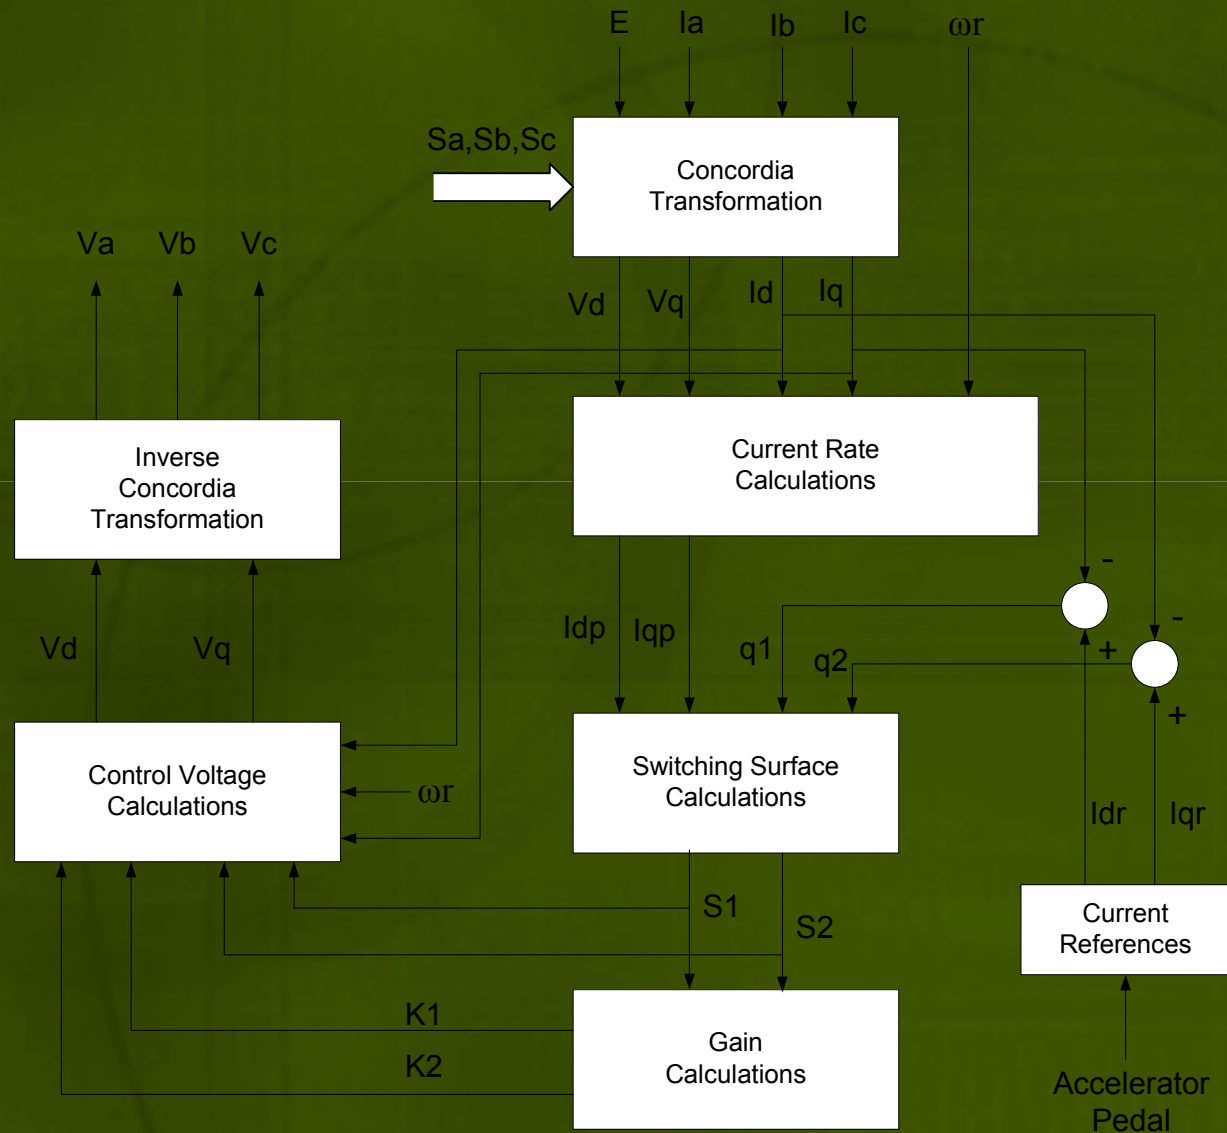 E Ia Ib Ic ωr
Sa,Sb,Sc
Concordia
Transformation
Va Vb Vc
Vd Vq Id Iq
Inverse
Concordia
Transformation
Current Rate
Calculations
-
-
Idp Iqp q1 q2 +
+
Vd Vq
Control Voltage
Calculations
ωr
Switching Surface
Calculations
Idr Iqr
S1 S2
Current
References
K1
K2
Gain
Calculations
Accelerator
Pedal